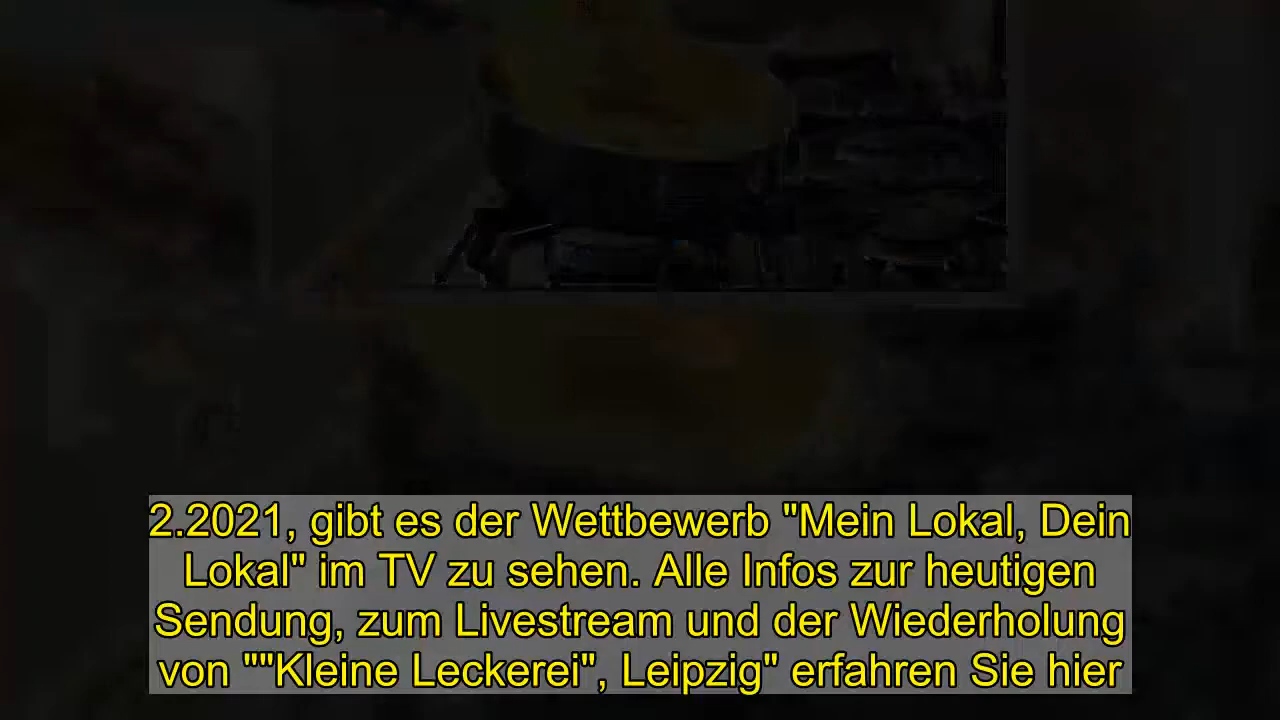 2.2021, gibt es der Wettbewerb "Mein Lokal, Dein
Lokal" im TV zu sehen. Alle Infos zur heutigen
Sendung, zum Livestream und der Wiederholung
von ""Kleine Leckerei", Leipzig" erfahren Sie hier